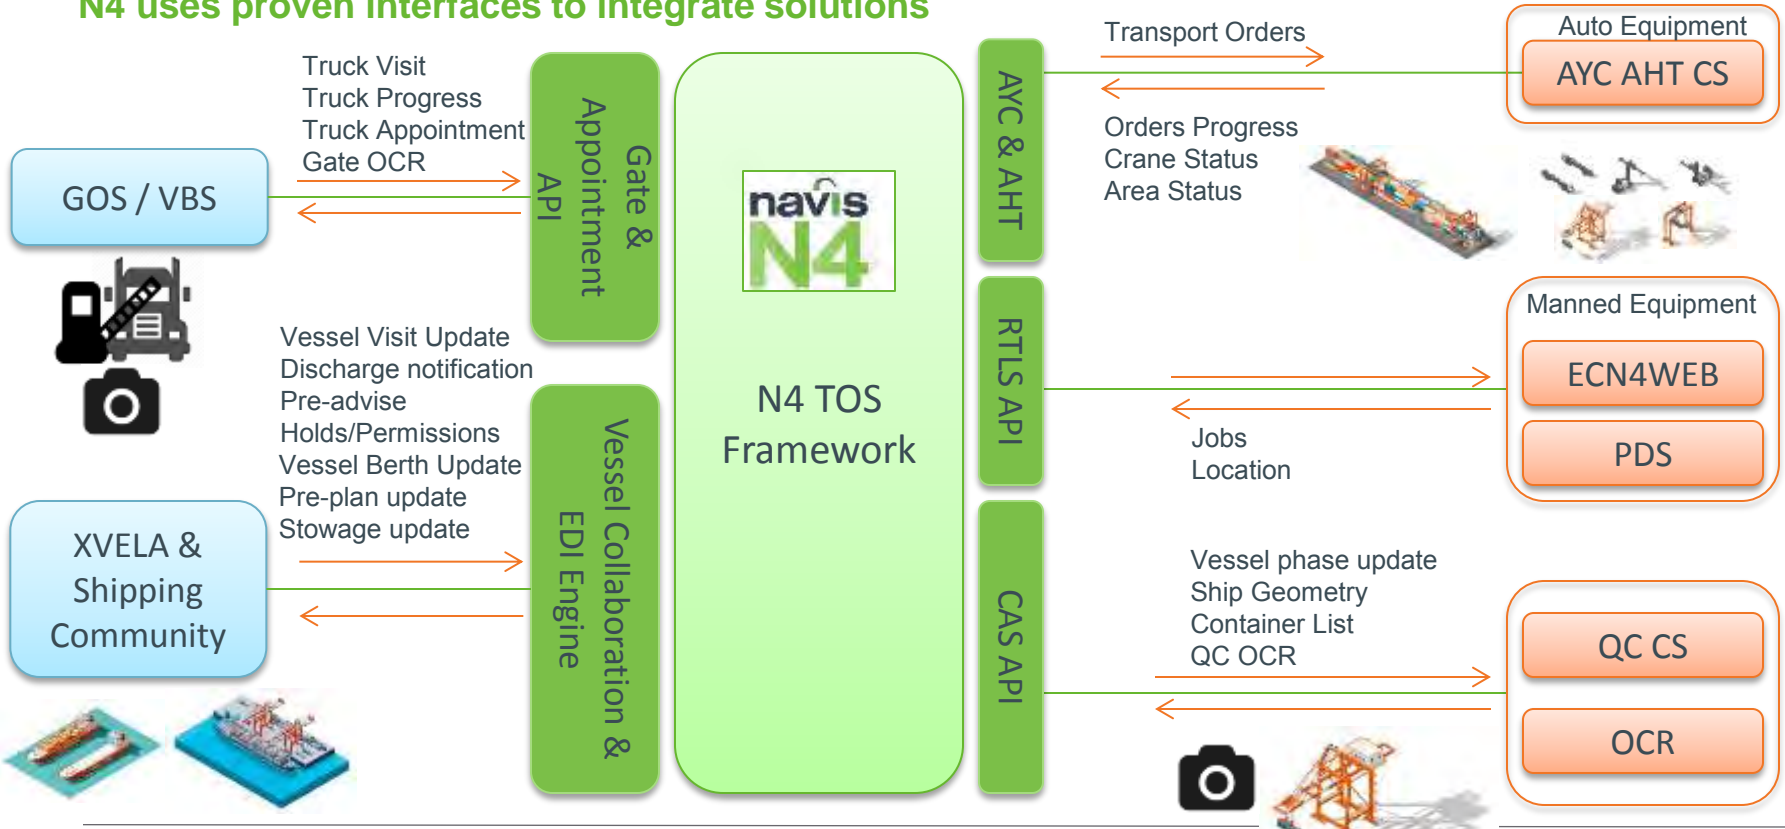 N4 uses proven interfaces to integrate solutions
Truck Visit
Truck Progress
Truck Appointment
Gate OCR
GOS / VBS
Gate &
Appointment
API
Vessel Visit Update
Discharge notification
Pre-advise
Holds/Permissions
Vessel Berth Update
Pre-plan update
Stowage update
XVELA &
Shipping
Community
Vessel Collaboration &
EDI Engine
navis
N4
N4 TOS
Framework
AYC & AHT
Transport Orders
Orders Progress
Crane Status
Area Status
Auto Equipment
AYC AHT CS
RTLS API
Jobs
Location
Manned Equipment
ECN4WEB
PDS
CAS API
Vessel phase update
Ship Geometry
Container List
QC OCR
QC CS
OCR